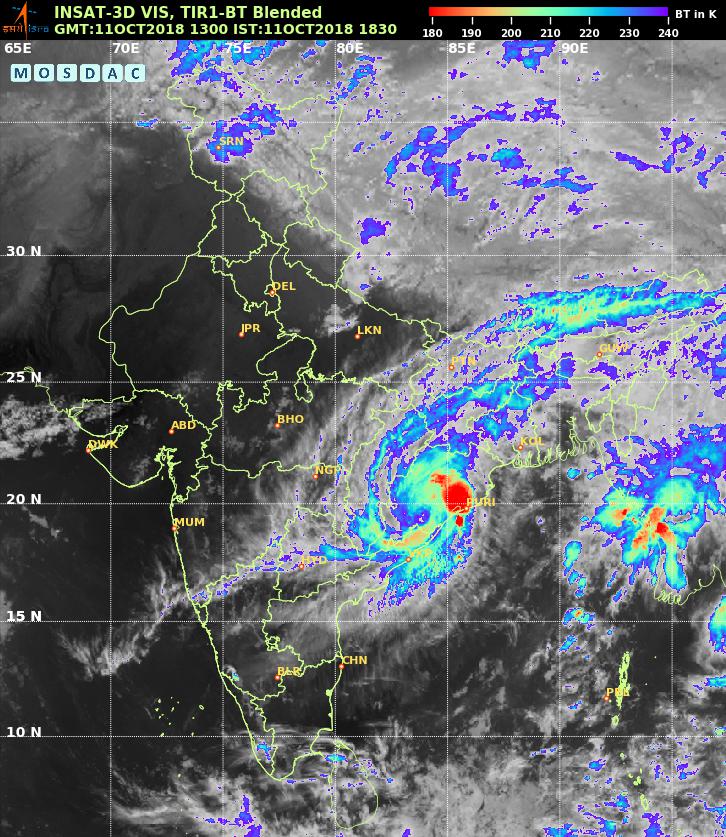 INSAT-3D VIS, TIR1-BT Blended
GMT:11OCT2018 1300 IST:11OCT2018 1830
BT in K
180 190 200 210 220 230 240
65E 70E 75E 80E 85E 90E
MOSDAC
SRN
30 N
DEL
JPR LKN
GUW
PTN
25 N
ABD BHO
DWK KOL
NGP
20 N PURI
MUM
VKP
HYD
15 N
CHN
BLR
PBL
10 N